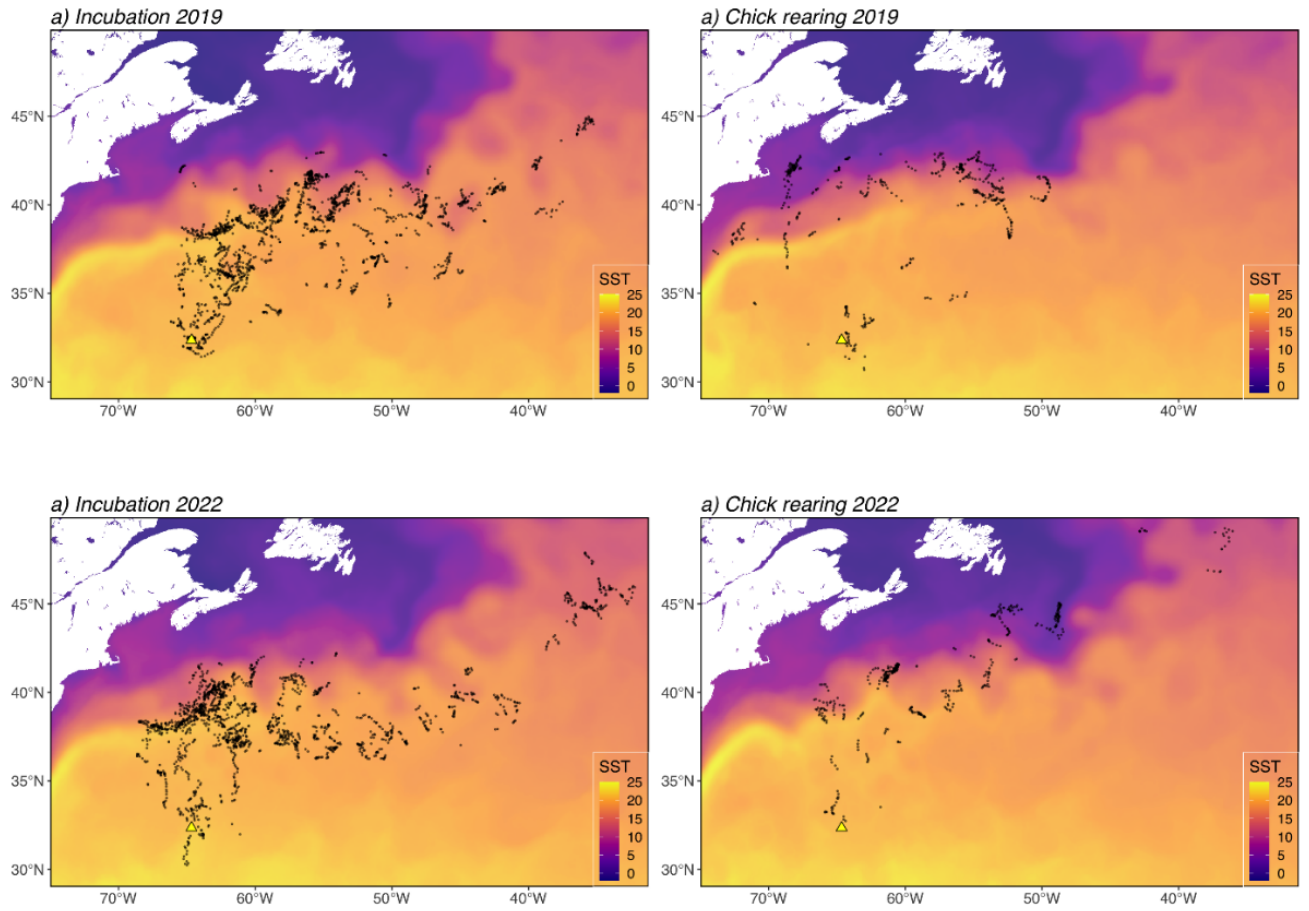 a) Incubation 2019
a) Chick rearing 2019
45°N
40°N
35°N
30°N
70°W
60°W
50°W
40°W
SST
25
20
15
10
5
0
45°N
40°N
35°N
30°N
70°W
60°W
50°W
40°W
SST
25
20
15
10
5
0
a) Incubation 2022
a) Chick rearing 2022
45°N
40°N
35°N
30°N
70°W
60°W
50°W
40°W
SST
25
20
15
10
5
0
45°N
40°N
35°N
30°N
70°W
60°W
50°W
40°W
SST
25
20
15
10
5
0